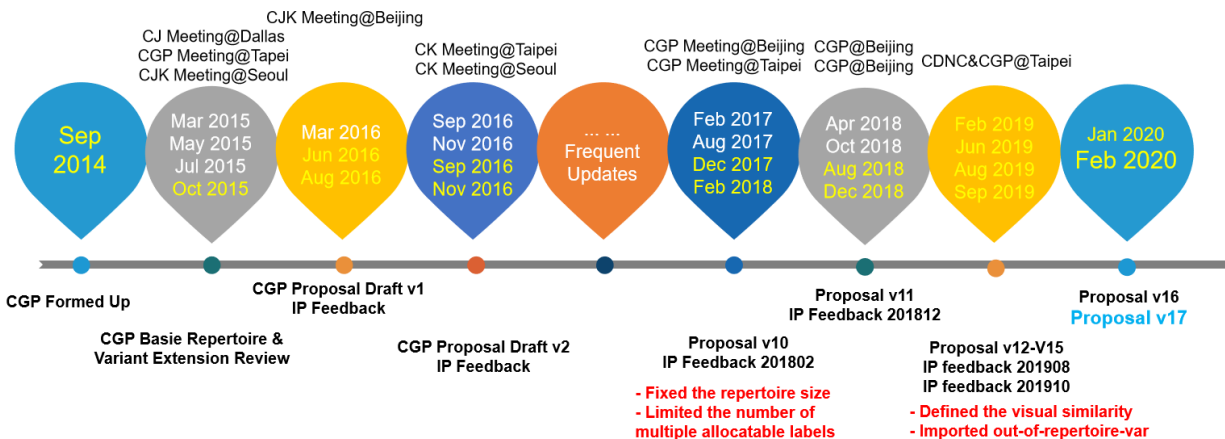 CJK Meeting@Beijing
CJ Meeting@Dallas
CGP Meeting@Tapei
CJK Meeting@Seoul
CK Meeting@Taipei
CK Meeting@Seoul
CGP Meeting@Beijing
CGP Meeting@Taipei
CGP@Beijing
CGP@Beijing
CDNC&CGP@Taipei
Sep
2014
Mar 2015
May 2015
Jul 2015
Oct 2015
Mar 2016
Jun 2016
Aug 2016
Sep 2016
Nov 2016
Sep 2016
Nov 2016
... ...
Frequent
Updates
Feb 2017
Aug 2017
Dec 2017
Feb 2018
Apr 2018
Oct 2018
Aug 2018
Dec 2018
Feb 2019
Jun 2019
Aug 2019
Sep 2019
Jan 2020
Feb 2020
CGP Formed Up
CGP Basie Repertoire &
Variant Extension Review
CGP Proposal Draft v1
IP Feedback
CGP Proposal Draft v2
IP Feedback
Proposal v10
IP Feedback 201802
- Fixed the repertoire size
- Limited the number of
multiple allocatable labels
Proposal v11
IP Feedback 201812
Proposal v12-V15
IP feedback 201908
IP feedback 201910
- Defined the visual similarity
- Imported out-of-repertoire-var
Proposal v16
Proposal v17